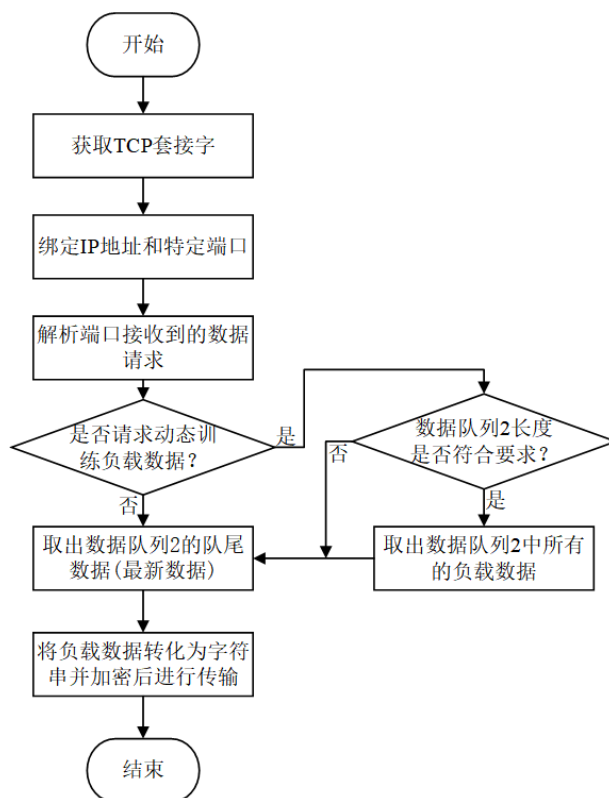 开始
获取TCP套接字
绑定IP地址和特定端口
解析端口接收到的数据
请求
是否请求动态训
练负载数据？
是
否
数据队列2长度
是否符合要求？
否
是
取出数据队列2的队尾
数据(最新数据)
取出数据队列2中所有
的负载数据
将负载数据转化为字符
串并加密后进行传输
结束